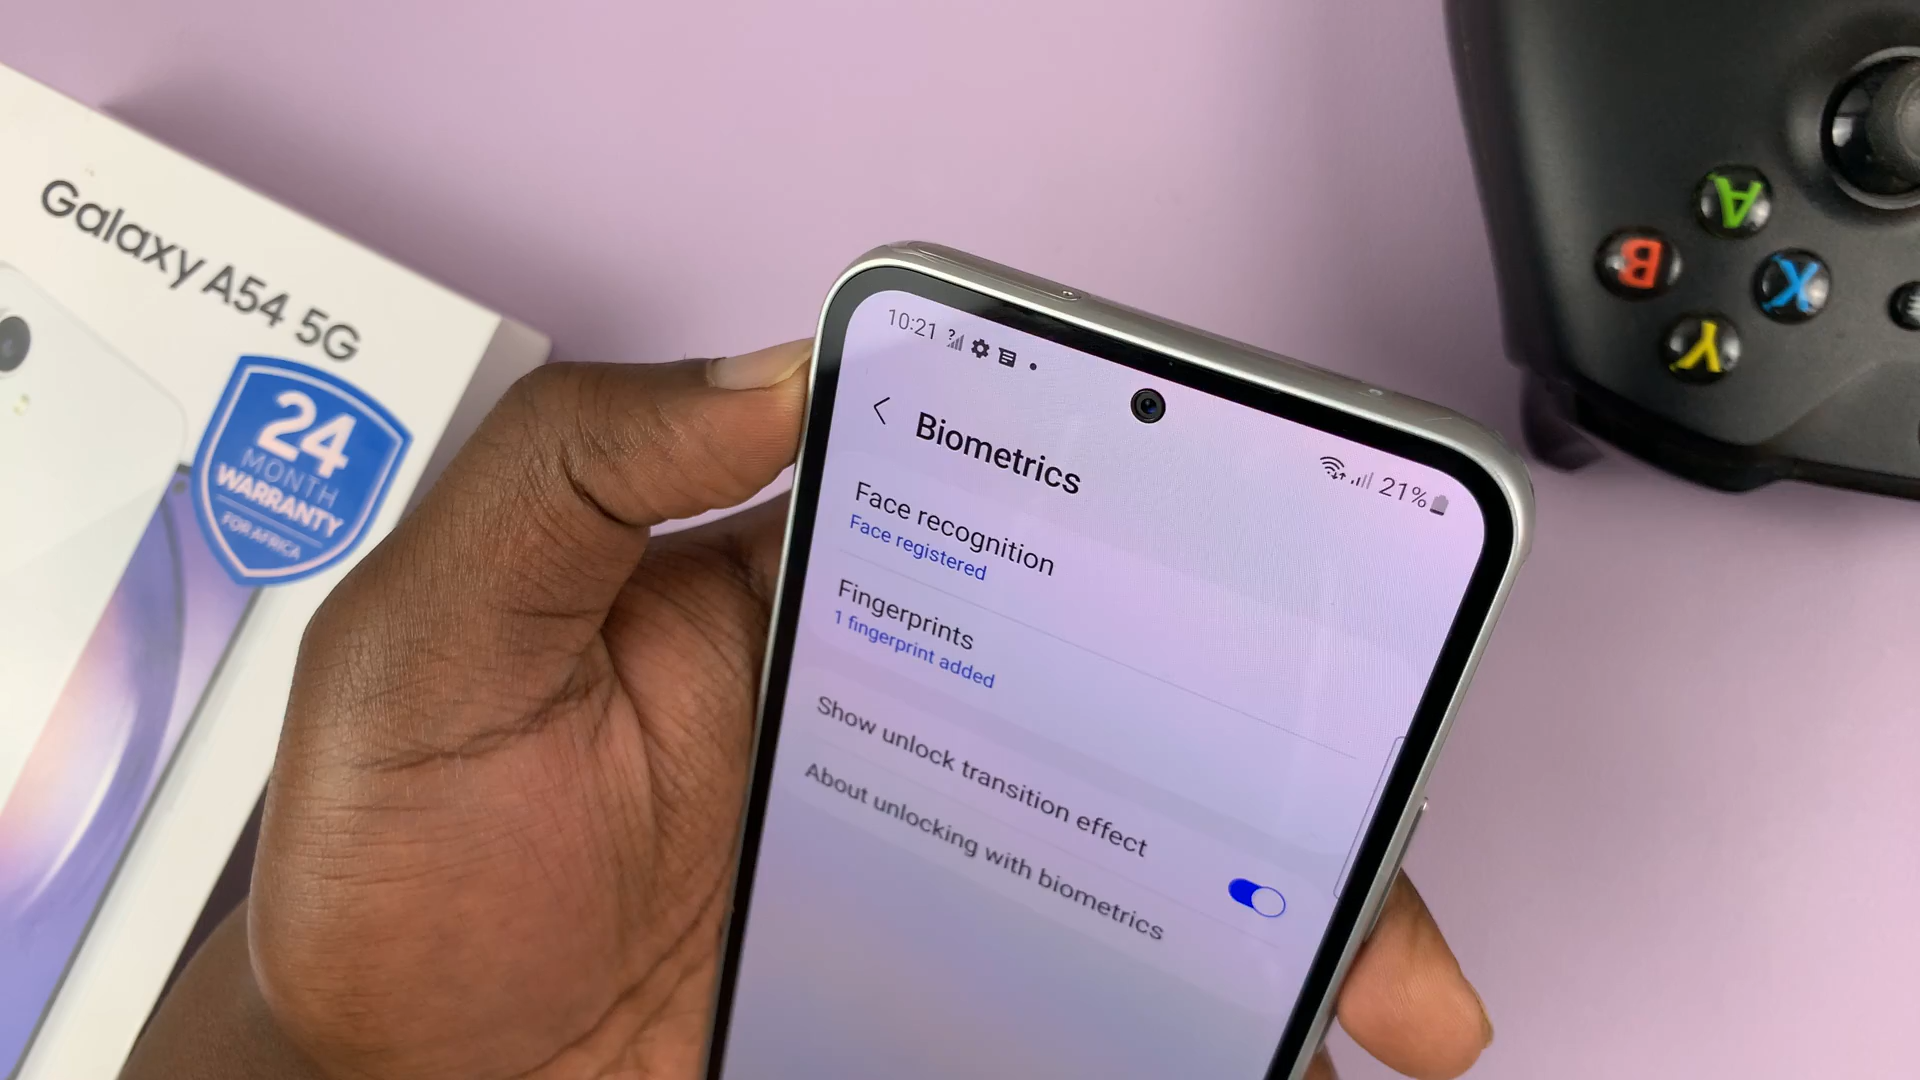 Galaxy A54 5G
24
MONTH
WARRANTY
FOR AFRICA
10:21
21%
Biometrics
Face recognition
Face registered
Fingerprints
1 fingerprint added
Show unlock transition effect
About unlocking with biometrics
A
B
X
Y